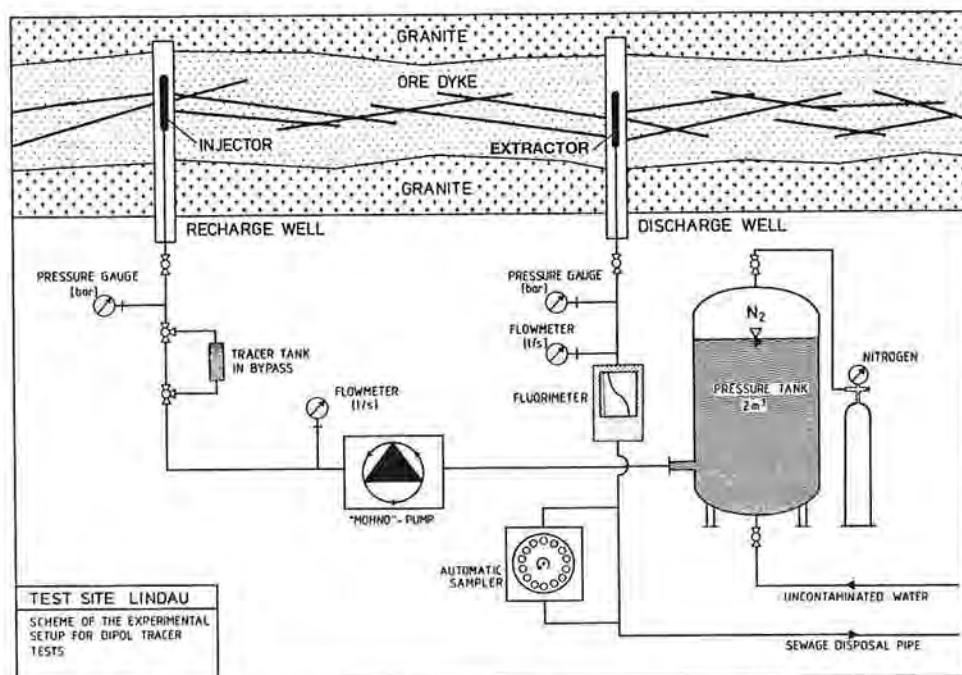 GRANITE
ORE DYKE
INJECTOR
EXTRACTOR
GRANITE
RECHARGE WELL
DISCHARGE WELL
PRESSURE GAUGE
(bar)
PRESSURE GAUGE
(bar)
FLOWMETER
(l/s)
N2
NITROGEN
TRACER TANK
IN BYPASS
FLUORIMETER
PRESSURE TANK
2m³
FLOWMETER
(l/s)
"MOHNO"- PUMP
AUTOMATIC
SAMPLER
UNCONTAMINATED WATER
SEWAGE DISPOSAL PIPE
TEST SITE LINDAU
SCHEME OF THE EXPERIMENTAL
SETUP FOR DIPOL TRACER
TESTS